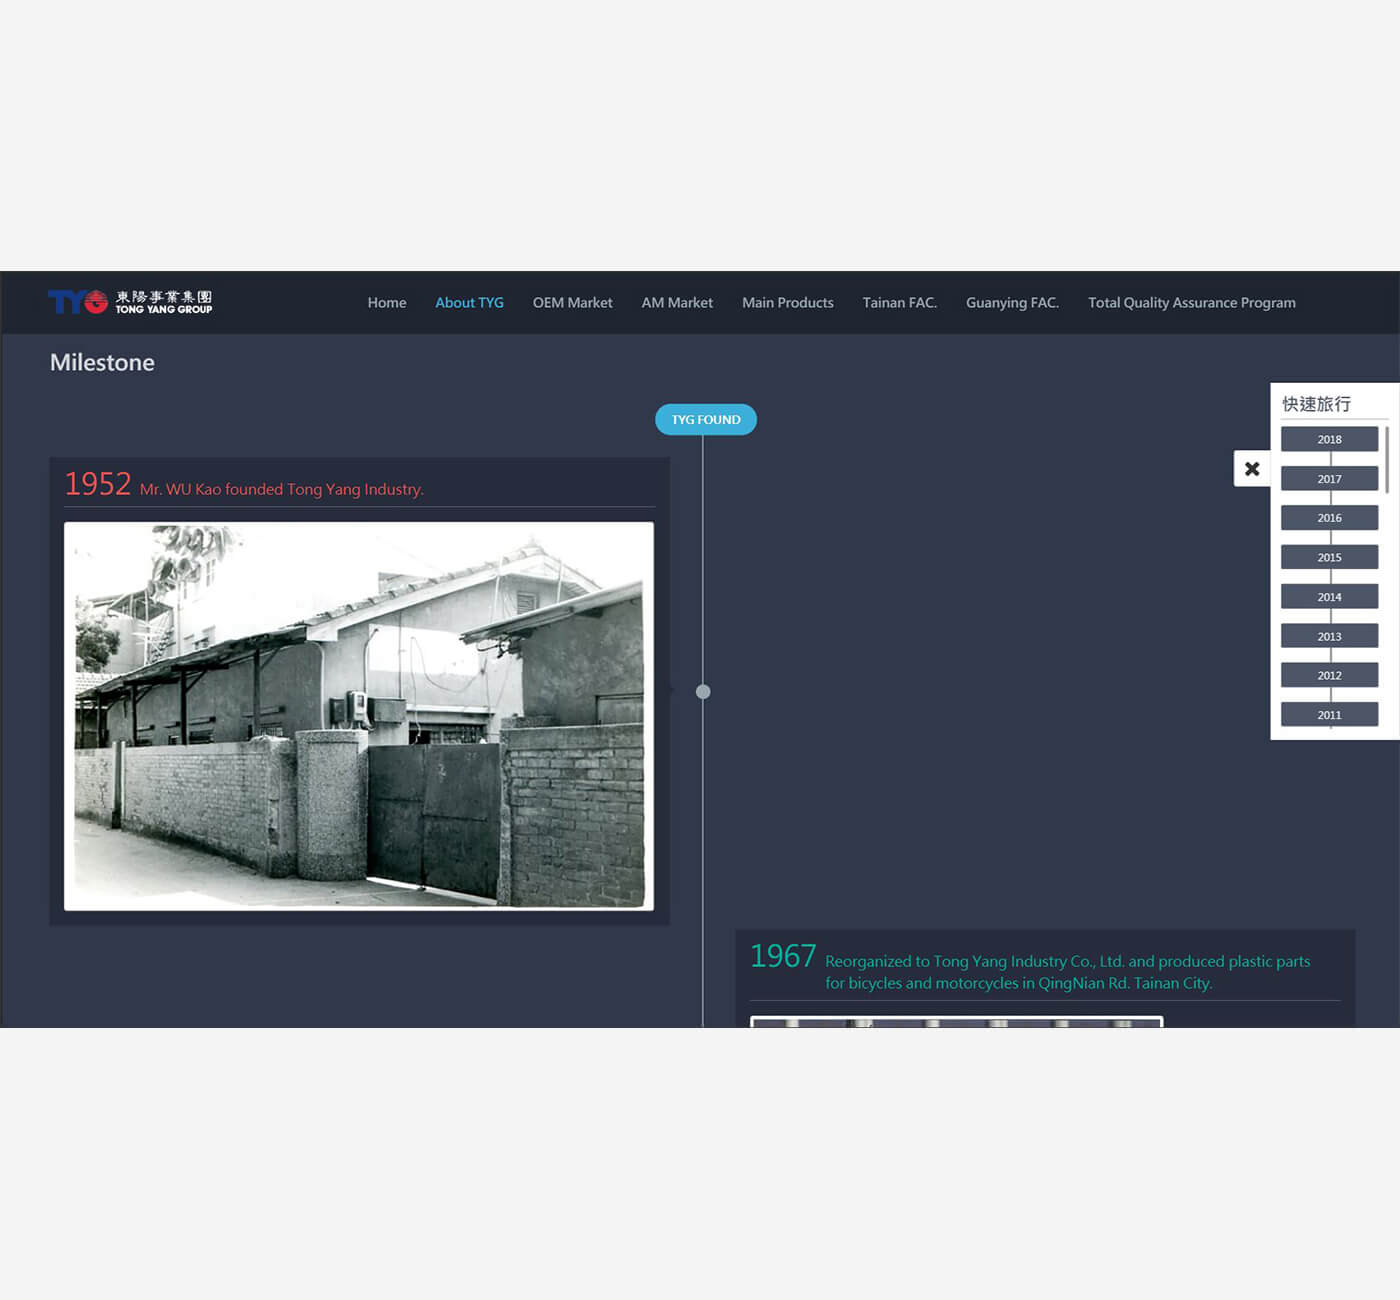 TYG 東陽事業集團
TONG YANG GROUP
Home About TYG OEM Market AM Market Main Products Tainan FAC. Guanying FAC. Total Quality Assurance Program
Milestone
TYG FOUND
1952 Mr. WU Kao founded Tong Yang Industry.
快速旅行
2018
2017
2016
2015
2014
2013
2012
2011
1967 Reorganized to Tong Yang Industry Co., Ltd. and produced plastic parts
for bicycles and motorcycles in QingNian Rd. Tainan City.